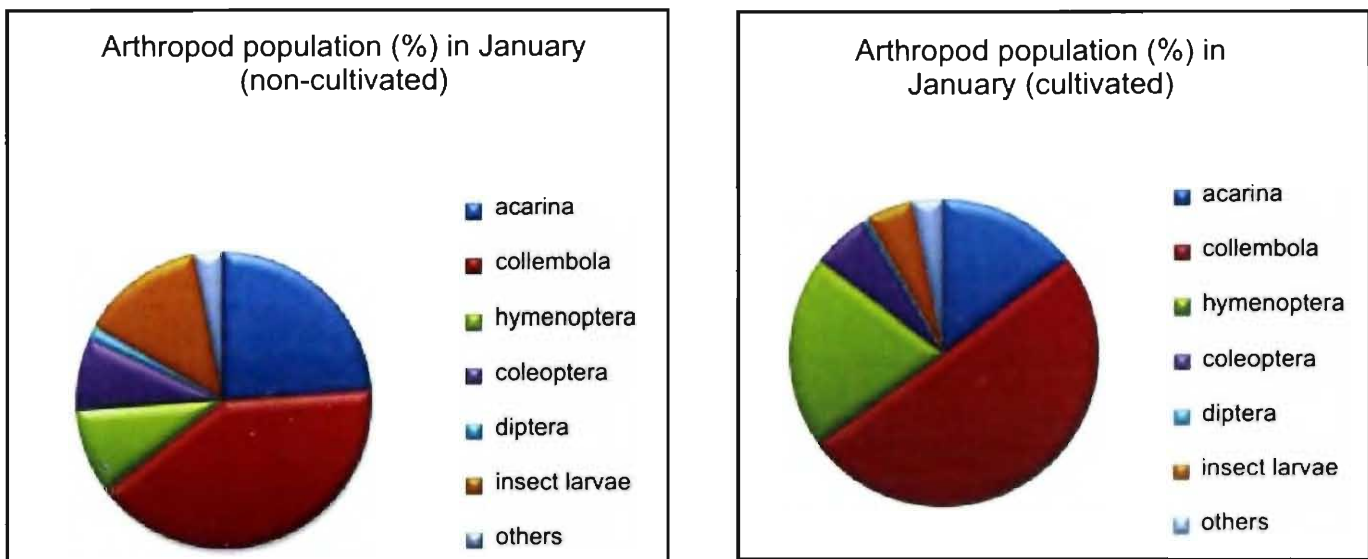 Arthropod population (%) in January
(non-cultivated)
acarina
collembola
hymenoptera
coleoptera
diptera
insect larvae
others
Arthropod population (%) in
January (cultivated)
acarina
collembola
hymenoptera
coleoptera
diptera
insect larvae
others